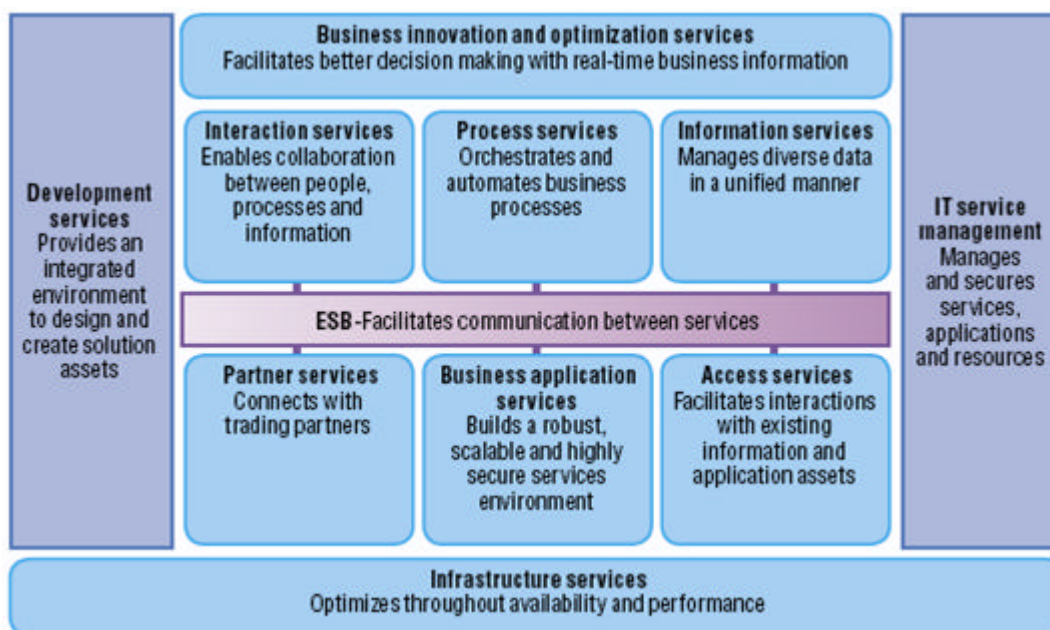 Business innovation and optimization services
Facilitates better decision making with real-time business information
Development
services
Provides an
integrated
environment
to design and
create solution
assets
Interaction services
Enables collaboration
between people,
processes and
information
Process services
Orchestrates and
automates business
processes
Information services
Manages diverse data
in a unified manner
IT service
management
Manages
and secures
services,
applications
and resources
ESB-Facilitates communication between services
Partner services
Connects with
trading partners
Business application
services
Builds a robust,
scalable and highly
secure services
environment
Access services
Facilitates interactions
with existing
information and
application assets
Infrastructure services
Optimizes throughout availability and performance